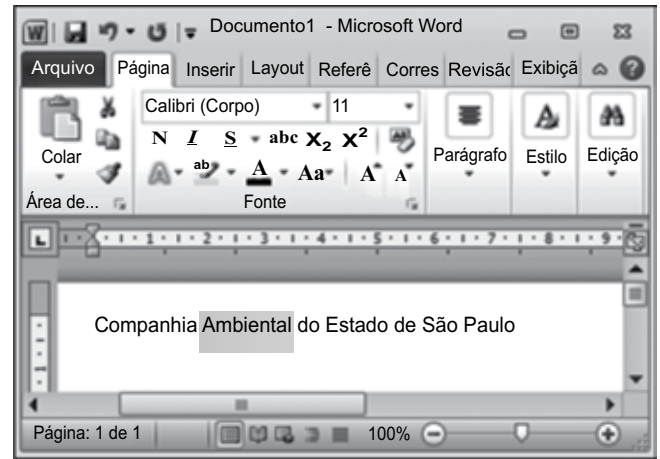 W Documento1 - Microsoft Word
Arquivo Página Inserir Layout Referê Corres Revisão Exibiçã
Calibri (Corpo) 11
N I S abc X₂ X²
Colar
ab A Aa A A
Parágrafo Estilo Edição
Área de... Fonte
L 1 2 3 4 5 6 7 8 9
1
Companhia Ambiental do Estado de São Paulo
Página: 1 de 1 100%